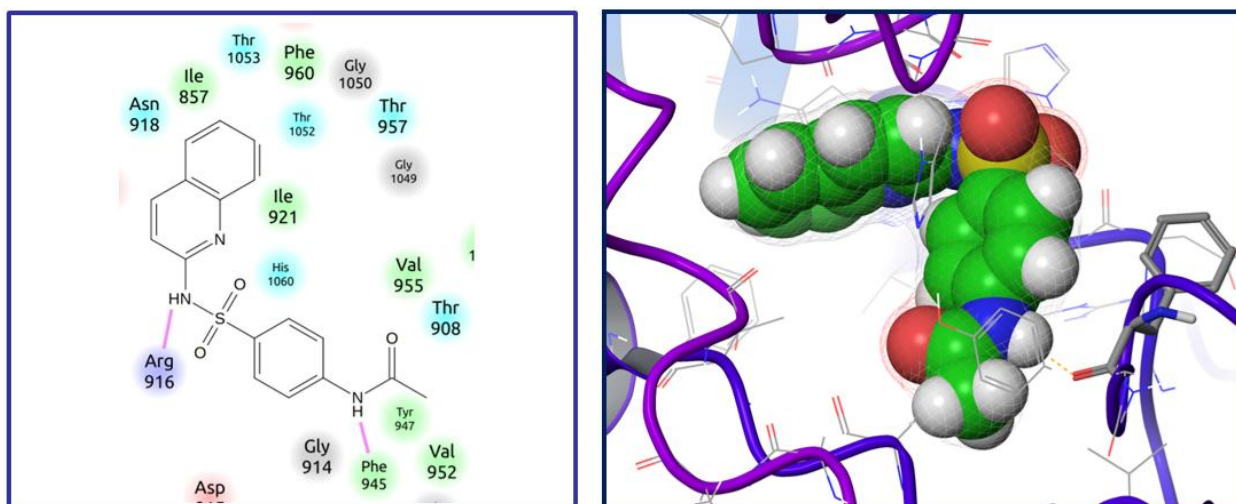 Thr
1053
Phe
960
Gly
1050
Ile
857
Asn
918
Thr
1052
Thr
957
Gly
1049
Ile
921
N
His
1060
Val
955
HN
O
S
O
Thr
908
O
Arg
916
N
H
Tyr
947
Gly
914
Phe
945
Val
952
Asp